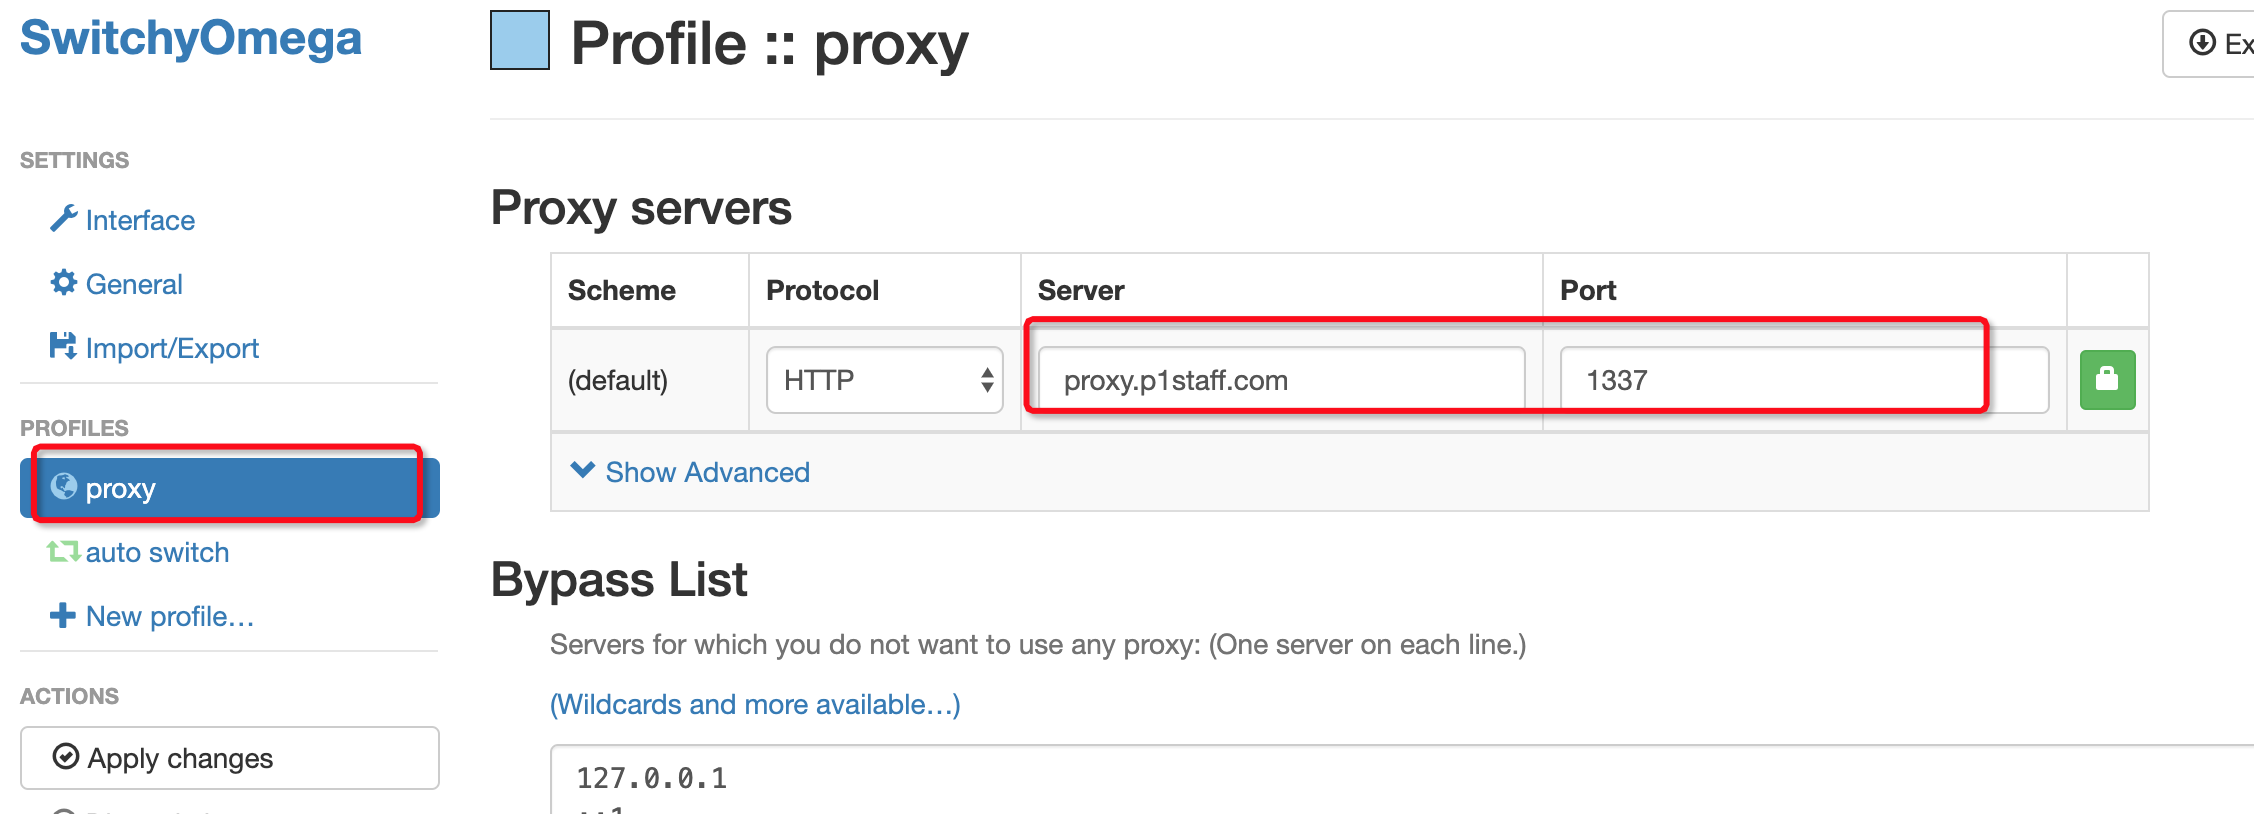 SwitchyOmega
SETTINGS
Interface
General
Import/Export
PROFILES
proxy
auto switch
New profile...
ACTIONS
Apply changes
Profile :: proxy
Ex
Proxy servers
Scheme Protocol Server Port
(default) HTTP proxy.p1staff.com 1337
Show Advanced
Bypass List
Servers for which you do not want to use any proxy: (One server on each line.)
(Wildcards and more available...)
127.0.0.1
::1